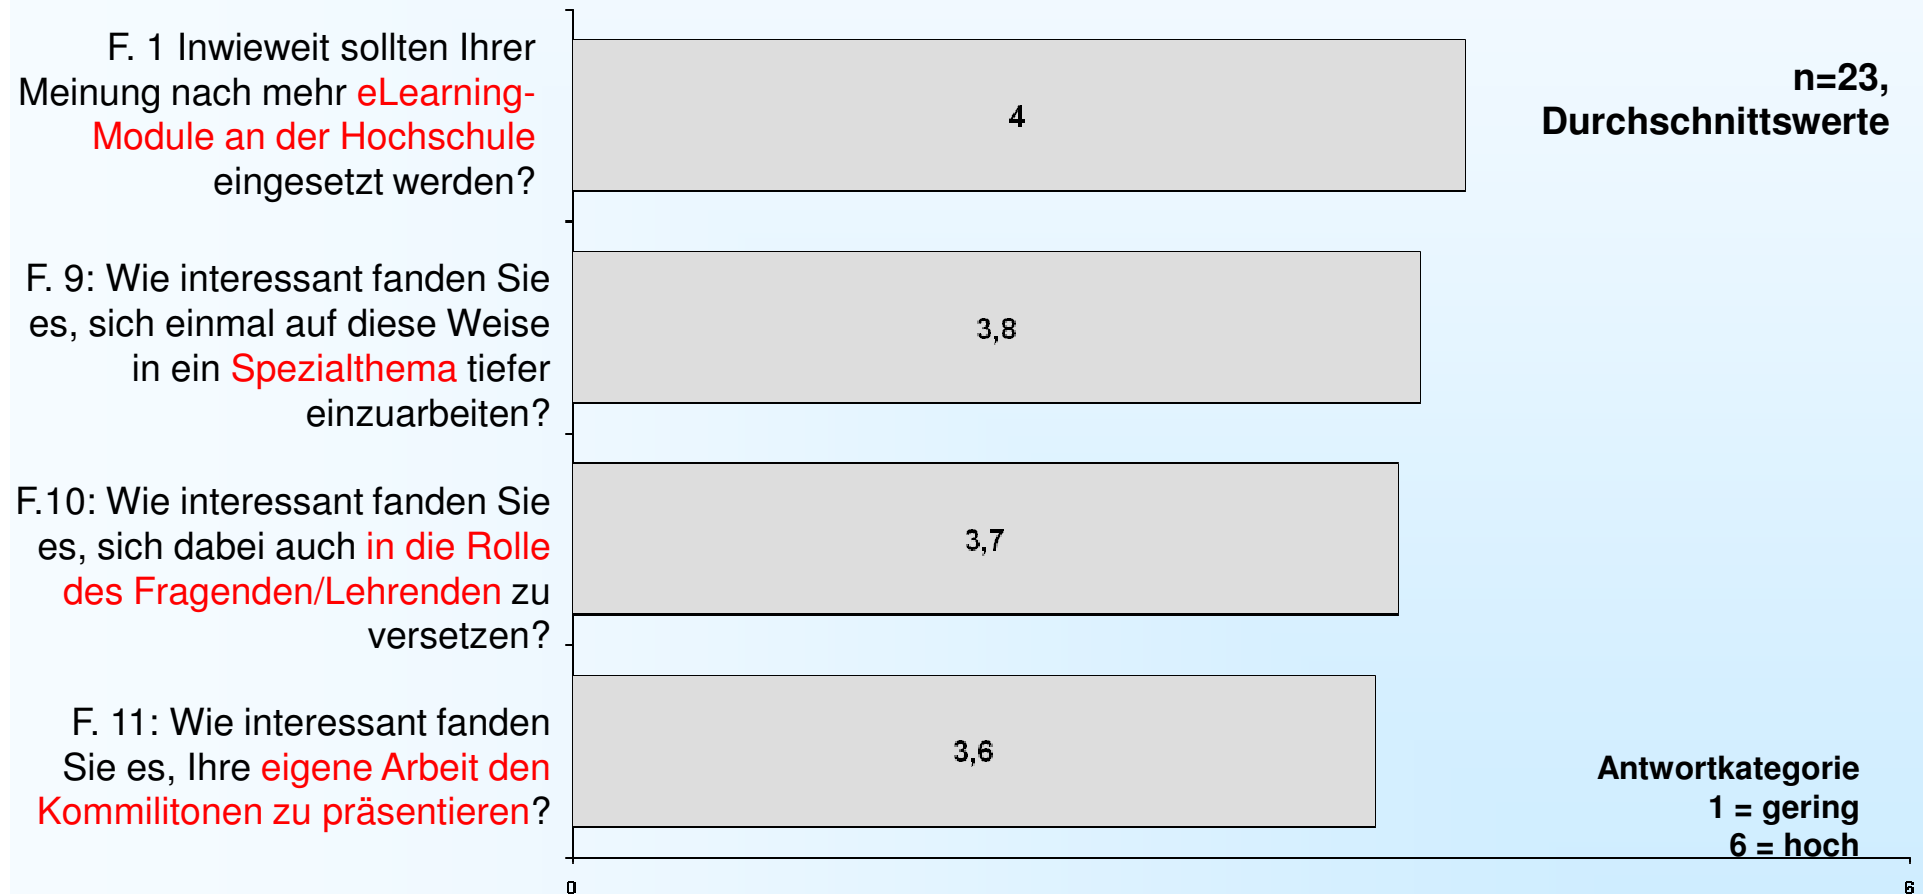 F. 1 Inwieweit sollten Ihrer
Meinung nach mehr eLearning-
Module an der Hochschule
eingesetzt werden?
4
n=23,
Durchschnittswerte
F. 9: Wie interessant fanden Sie
es, sich einmal auf diese Weise
in ein Spezialthema tiefer
einzuarbeiten?
3,8
F.10: Wie interessant fanden Sie
es, sich dabei auch in die Rolle
des Fragenden/Lehrenden zu
versetzen?
3,7
F. 11: Wie interessant fanden
Sie es, Ihre eigene Arbeit den
Kommilitonen zu präsentieren?
3,6
Antwortkategorie
1 = gering
6 = hoch
0
6